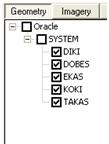 Geometry Imagery
Oracle
SYSTEM
DIKI
DOBES
EKAS
KOKI
TAKAS